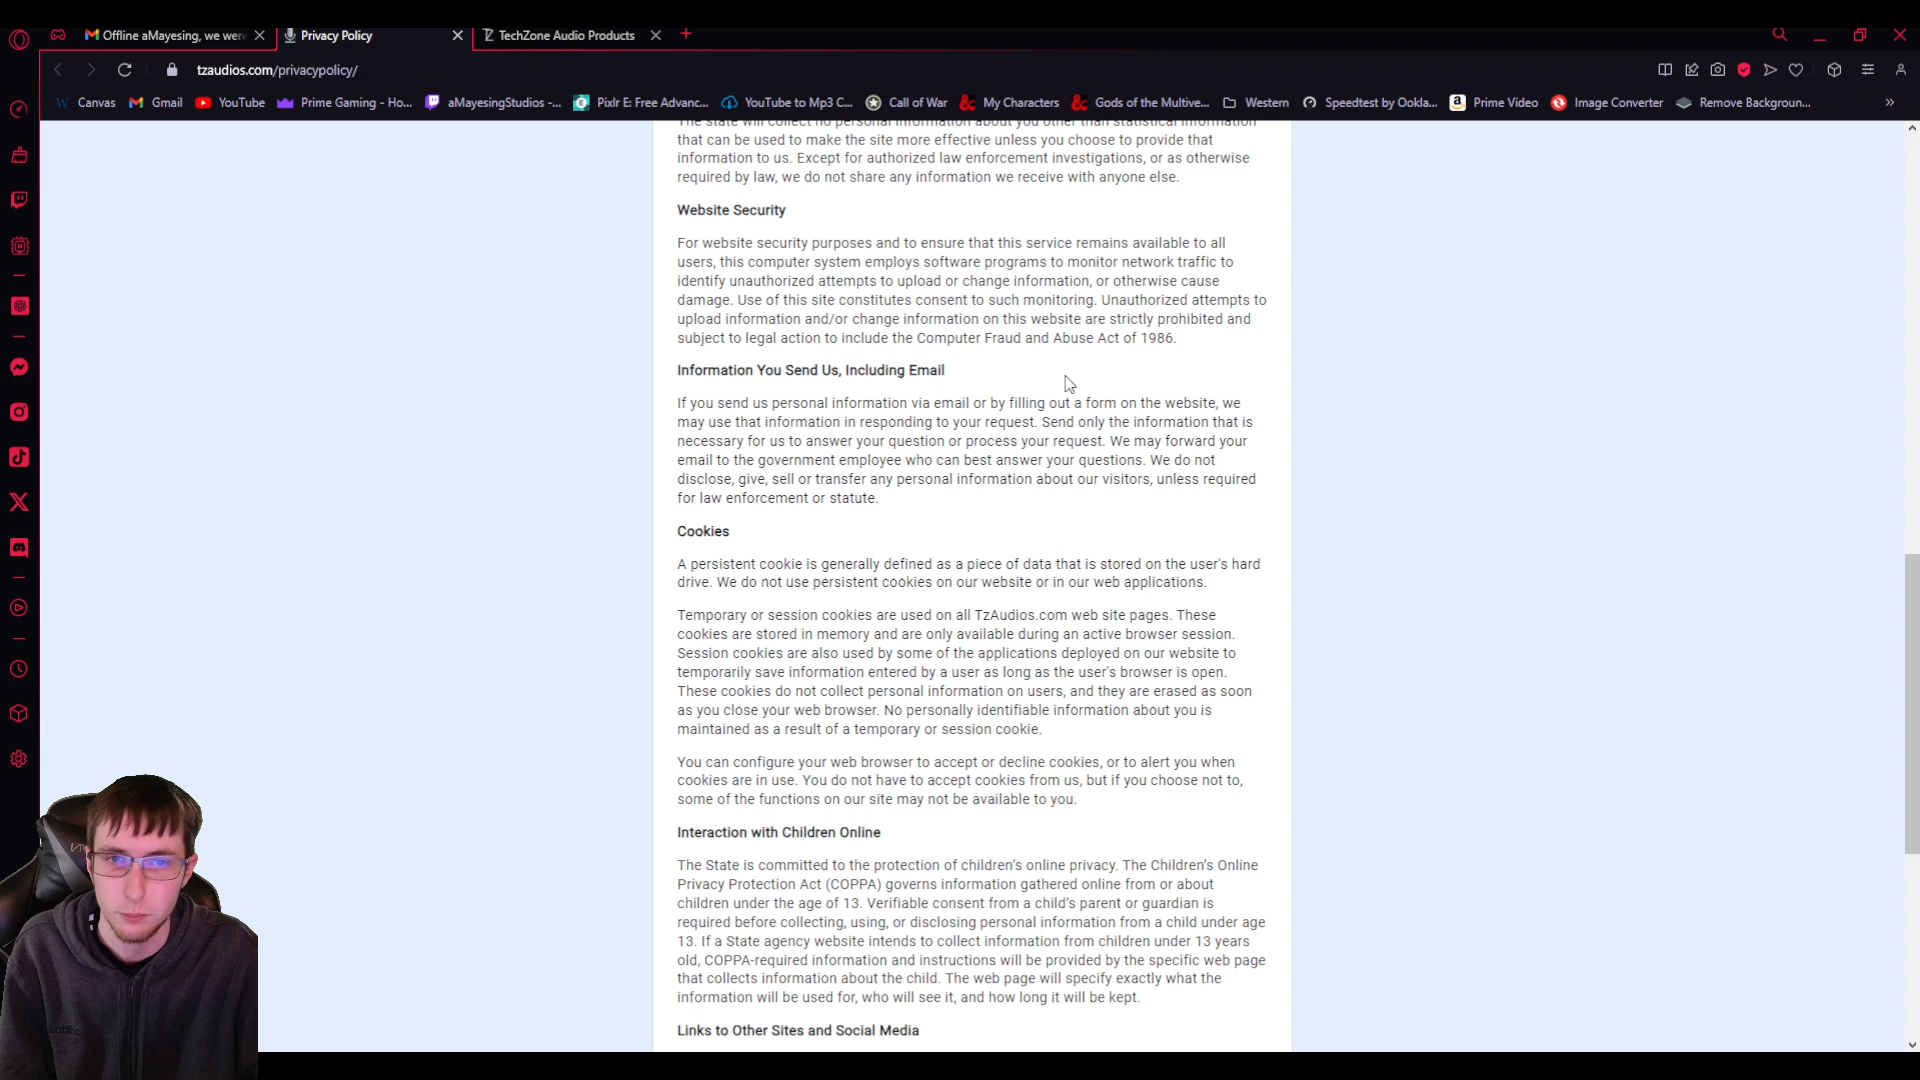 Offline aMayesing, we were
Privacy Policy
TechZone Audio Products
tzaudios.com/privacypolicy/
Canvas
Gmail
YouTube
Prime Gaming - Ho...
aMayesingStudios -...
Pixlr E: Free Advanc...
YouTube to Mp3 C...
Call of War
My Characters
Gods of the Multive...
Western
Speedtest by Ookla...
Prime Video
Image Converter
Remove Backgroun...
The state will collect no personal information about you other than statistical information
that can be used to make the site more effective unless you choose to provide that
information to us. Except for authorized law enforcement investigations, or as otherwise
required by law, we do not share any information we receive with anyone else.
Website Security
For website security purposes and to ensure that this service remains available to all
users, this computer system employs software programs to monitor network traffic to
identify unauthorized attempts to upload or change information, or otherwise cause
damage. Use of this site constitutes consent to such monitoring. Unauthorized attempts to
upload information and/or change information on this website are strictly prohibited and
subject to legal action to include the Computer Fraud and Abuse Act of 1986.
Information You Send Us, Including Email
If you send us personal information via email or by filling out a form on the website, we
may use that information in responding to your request. Send only the information that is
necessary for us to answer your question or process your request. We may forward your
email to the government employee who can best answer your questions. We do not
disclose, give, sell or transfer any personal information about our visitors, unless required
for law enforcement or statute.
Cookies
A persistent cookie is generally defined as a piece of data that is stored on the user's hard
drive. We do not use persistent cookies on our website or in our web applications.
Temporary or session cookies are used on all TzAudios.com web site pages. These
cookies are stored in memory and are only available during an active browser session.
Session cookies are also used by some of the applications deployed on our website to
temporarily save information entered by a user as long as the user's browser is open.
These cookies do not collect personal information on users, and they are erased as soon
as you close your web browser. No personally identifiable information about you is
maintained as a result of a temporary or session cookie.
You can configure your web browser to accept or decline cookies, or to alert you when
cookies are in use. You do not have to accept cookies from us, but if you choose not to,
some of the functions on our site may not be available to you.
Interaction with Children Online
The State is committed to the protection of children's online privacy. The Children's Online
Privacy Protection Act (COPPA) governs information gathered online from or about
children under the age of 13. Verifiable consent from a child's parent or guardian is
required before collecting, using, or disclosing personal information from a child under age
13. If a State agency website intends to collect information from children under 13 years
old, COPPA-required information and instructions will be provided by the specific web page
that collects information about the child. The web page will specify exactly what the
information will be used for, who will see it, and how long it will be kept.
Links to Other Sites and Social Media